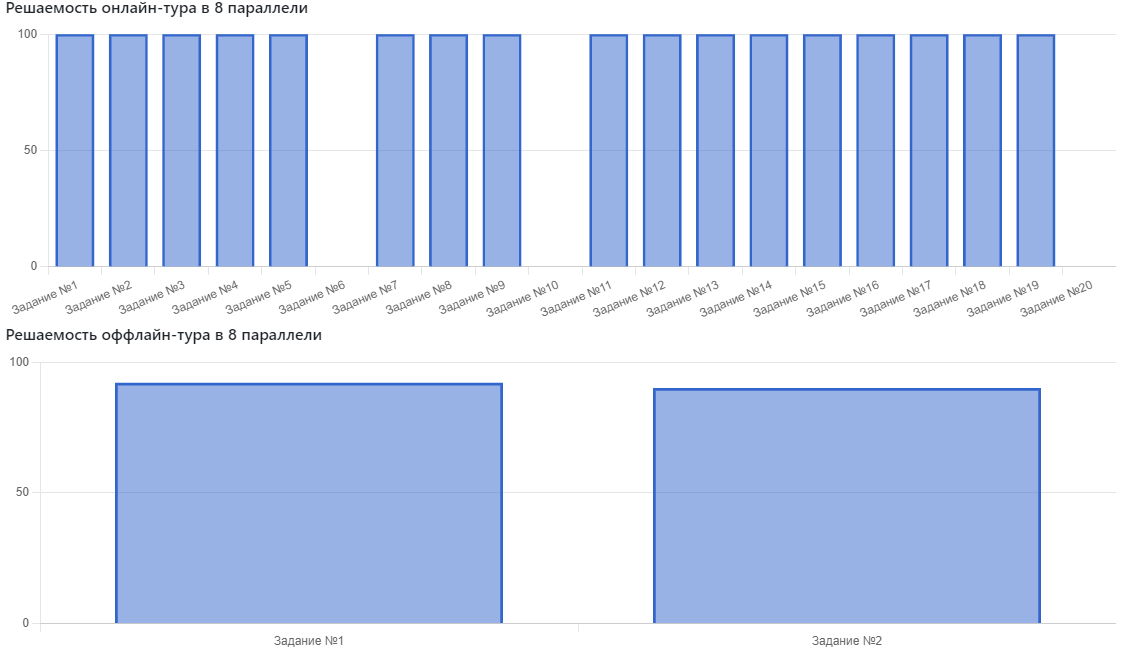 Решаемость онлайн-тура в 8 параллели
100
50
0
Задание №1 Задание №2 Задание №3 Задание №4 Задание №5 Задание №6 Задание №7 Задание №8 Задание №9 Задание №10 Задание №11 Задание №12 Задание №13 Задание №14 Задание №15 Задание №16 Задание №17 Задание №18 Задание №19 Задание №20
Решаемость оффлайн-тура в 8 параллели
100
50
0
Задание №1 Задание №2